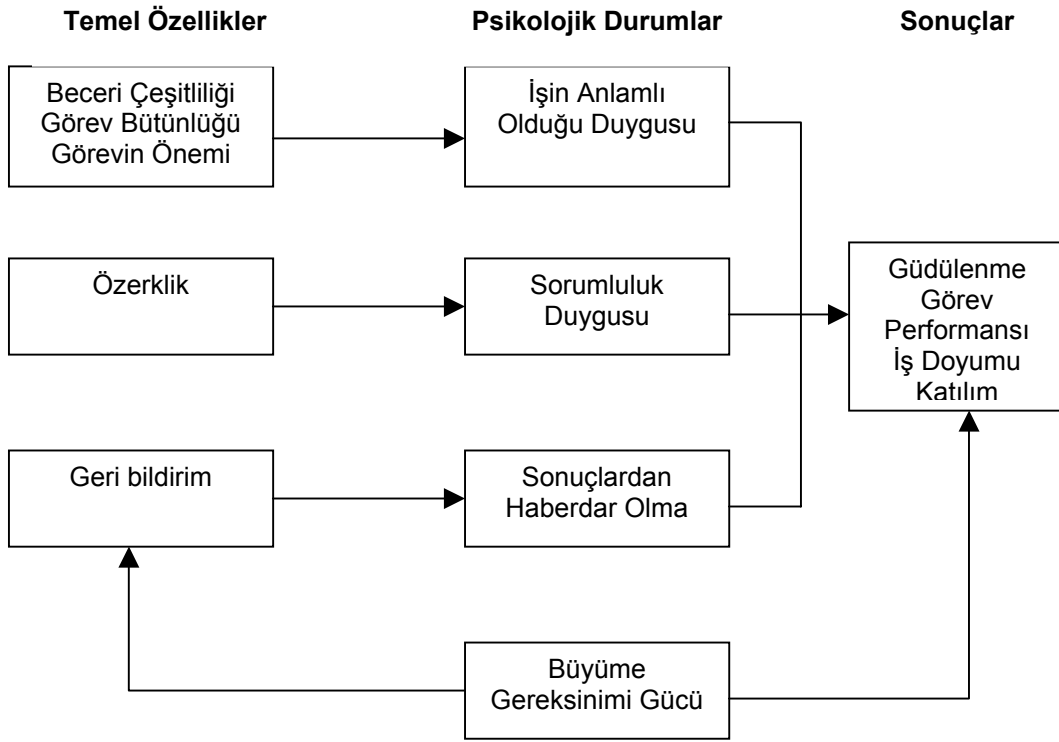 Temel Özellikler
Psikolojik Durumlar
Sonuçlar
Beceri Çeşitliliği
Görev Bütünlüğü
Görevin Önemi
İşin Anlamlı
Olduğu Duygusu
Özerklik
Sorumluluk
Duygusu
Güdülenme
Görev
Performansı
İş Doyumu
Katılım
Geri bildirim
Sonuçlardan
Haberdar Olma
Büyüme
Gereksinimi Gücü